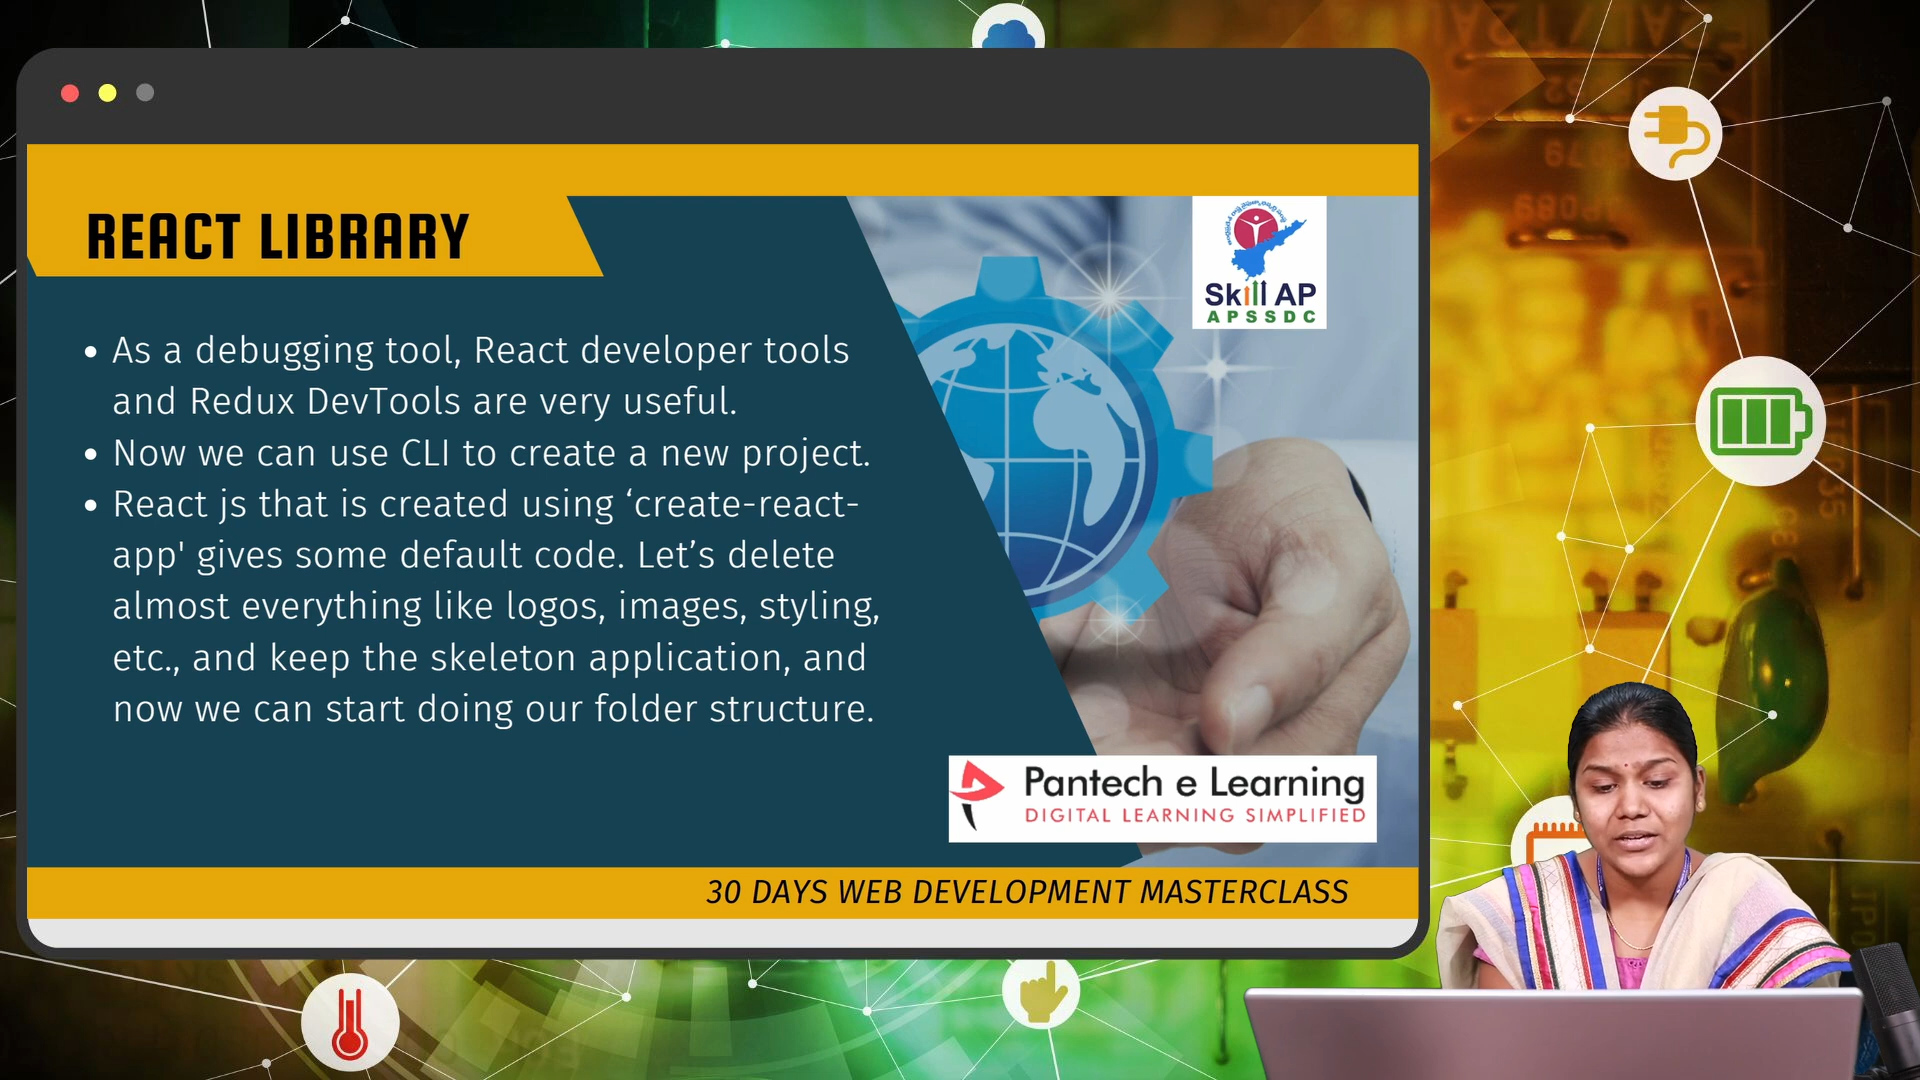 REACT LIBRARY
Skill AP
APSSDC
• As a debugging tool, React developer tools
and Redux DevTools are very useful.
• Now we can use CLI to create a new project.
• React js that is created using ‘create-react-
app' gives some default code. Let’s delete
almost everything like logos, images, styling,
etc., and keep the skeleton application, and
now we can start doing our folder structure.
Pantech e Learning
DIGITAL LEARNING SIMPLIFIED
30 DAYS WEB DEVELOPMENT MASTERCLASS